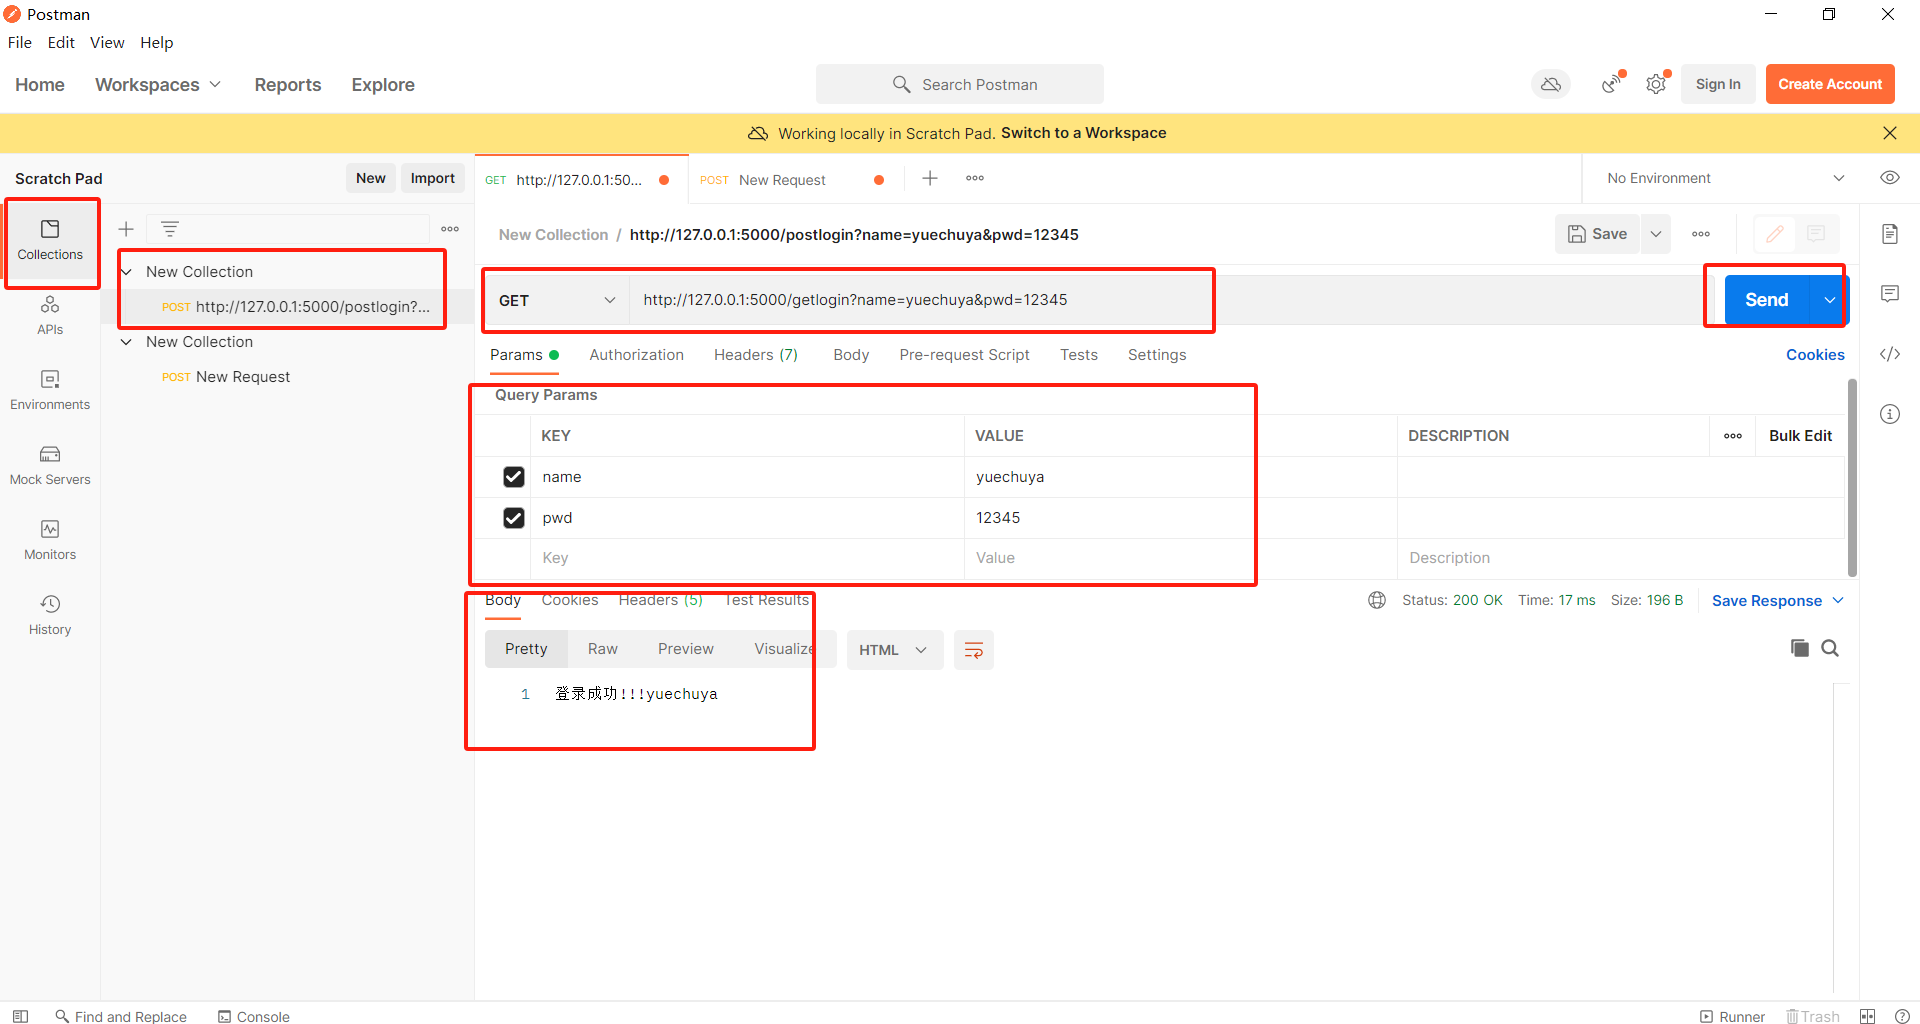 Postman
File Edit View Help
Home Workspaces Reports Explore Search Postman Sign In Create Account
Working locally in Scratch Pad. Switch to a Workspace
Scratch Pad New Import
GET http://127.0.0.1:50... POST New Request No Environment
New Collection / http://127.0.0.1:5000/postlogin?name=yuechuya&pwd=12345 Save
Collections
APIs
Environments
Mock Servers
Monitors
History
New Collection
POST http://127.0.0.1:5000/postlogin?...
New Collection
POST New Request
GET http://127.0.0.1:5000/getlogin?name=yuechuya&pwd=12345 Send
Params Authorization Headers (7) Body Pre-request Script Tests Settings Cookies
Query Params
KEY VALUE DESCRIPTION Bulk Edit
name yuechuya
pwd 12345
Key Value Description
Body Cookies Headers (5) Test Results Status: 200 OK Time: 17 ms Size: 196 B Save Response
Pretty Raw Preview Visualize HTML
1 登录成功!!!yuechuya
Find and Replace Console Runner Trash